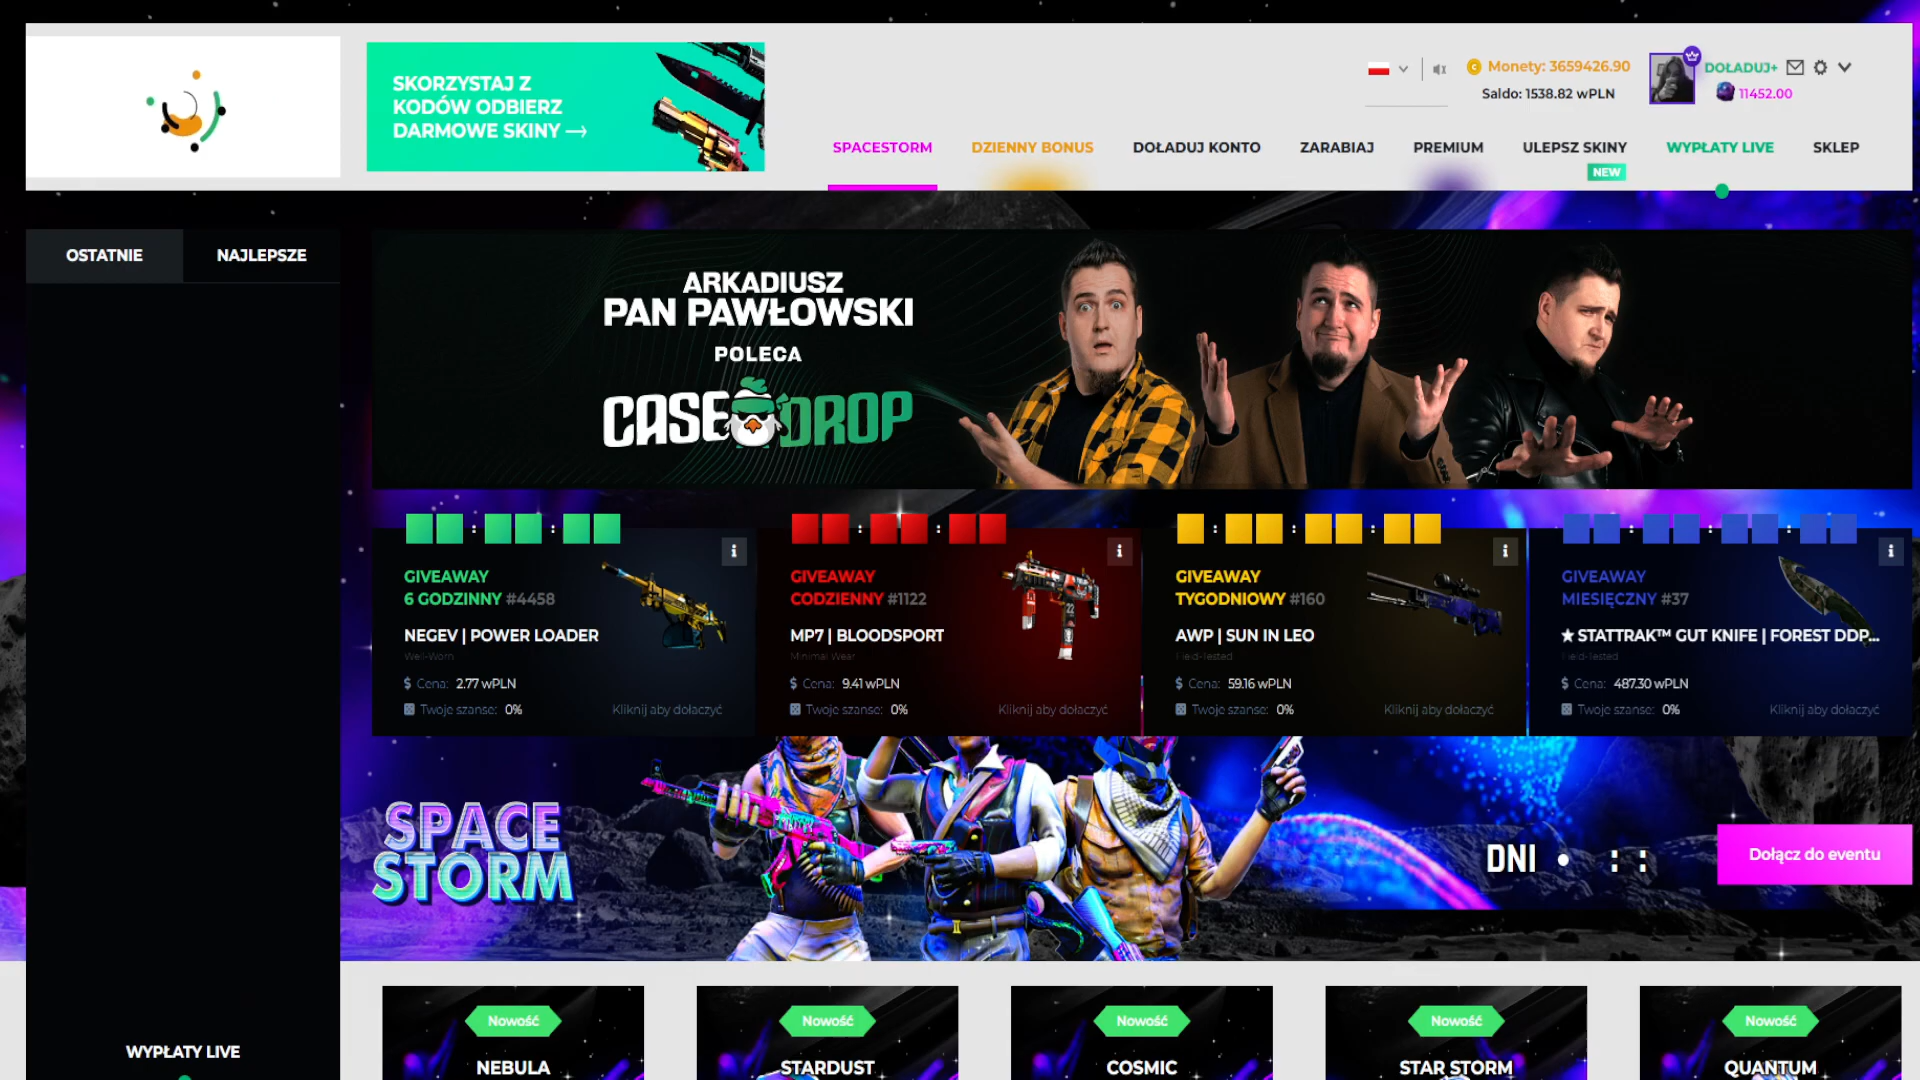 SKORZYSTAJ Z
KODÓW ODBIERZ
DARMOWE SKINY
Monety: 3659426.90
Saldo: 1538.82 wPLN
DOŁADUJ+
11452.00
SPACESTORM
DZIENNY BONUS
DOŁADUJ KONTO
ZARABIAJ
PREMIUM
ULEPSZ SKINY
NEW
WYPŁATY LIVE
SKLEP
OSTATNIE
NAJLEPSZE
ARKADIUSZ
PAN PAWŁOWSKI
POLECA
CASEDROP
GIVEAWAY
6 GODZINNY #4458
NEGEV | POWER LOADER
Well-Worn
$ Cena: 2.77 wPLN
Twoje szanse: 0%
Kliknij aby dołaczyć
GIVEAWAY
CODZIENNY #1122
MP7 | BLOODSPORT
Minimal Wear
$ Cena: 9.41 wPLN
Twoje szanse: 0%
Kliknij aby dołaczyć
GIVEAWAY
TYGODNIOWY #160
AWP | SUN IN LEO
Field-Tested
$ Cena: 59.16 wPLN
Twoje szanse: 0%
Kliknij aby dołaczyć
GIVEAWAY
MIESIĘCZNY #37
★ STATTRAK™ GUT KNIFE | FOREST DDP...
Field-Tested
$ Cena: 487.30 wPLN
Twoje szanse: 0%
Kliknij aby dołaczyć
SPACE
STORM
DNI • : :
Dołącz do eventu
WYPŁATY LIVE
Nowość
NEBULA
Nowość
STARDUST
Nowość
COSMIC
Nowość
STAR STORM
Nowość
QUANTUM